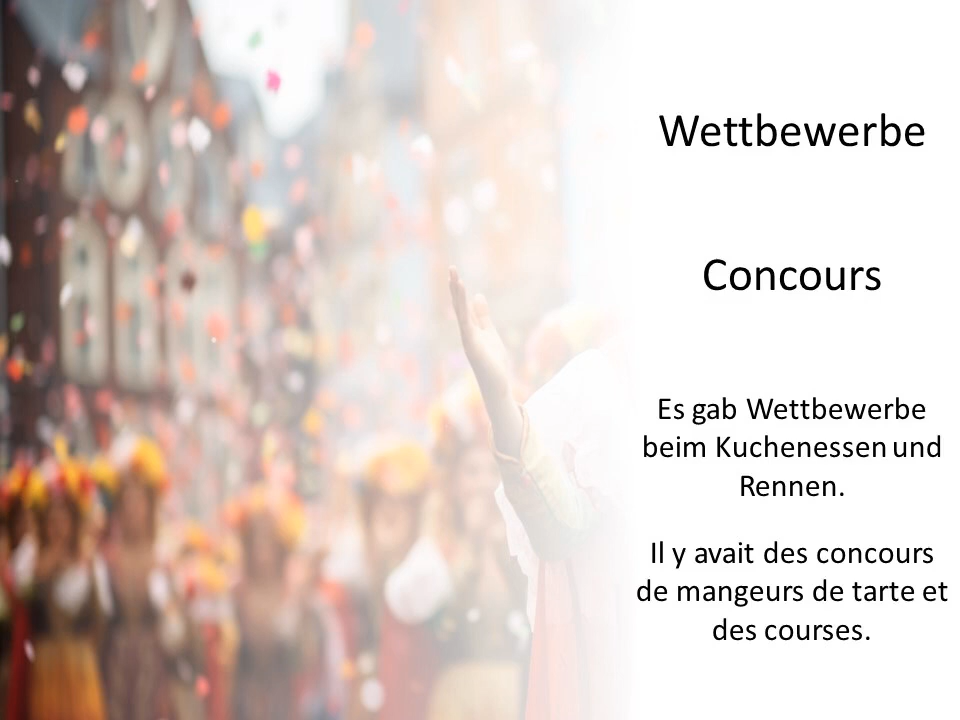 Wettbewerbe
Concours
Es gab Wettbewerbe
beim Kuchenessen und
Rennen.
Il y avait des concours
de mangeurs de tarte et
des courses.